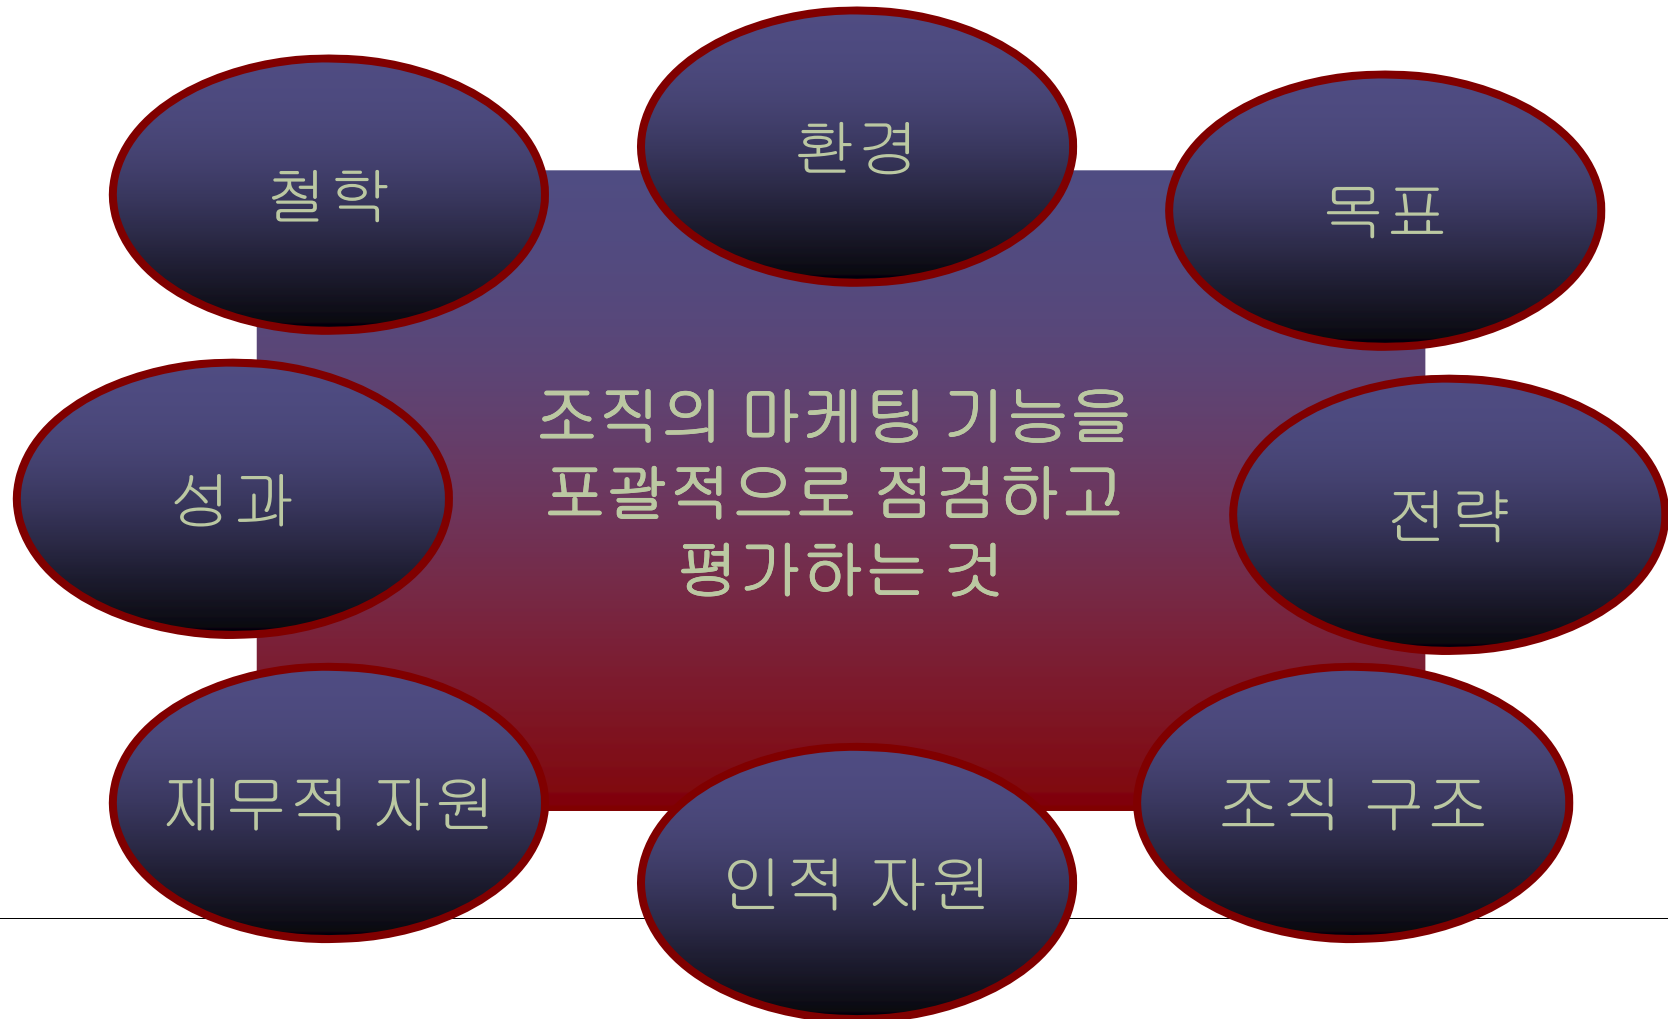 환경
철학
목표
조직의 마케팅 기능을
포괄적으로 점검하고
평가하는 것
성과
전략
재무적 자원
조직 구조
인적 자원